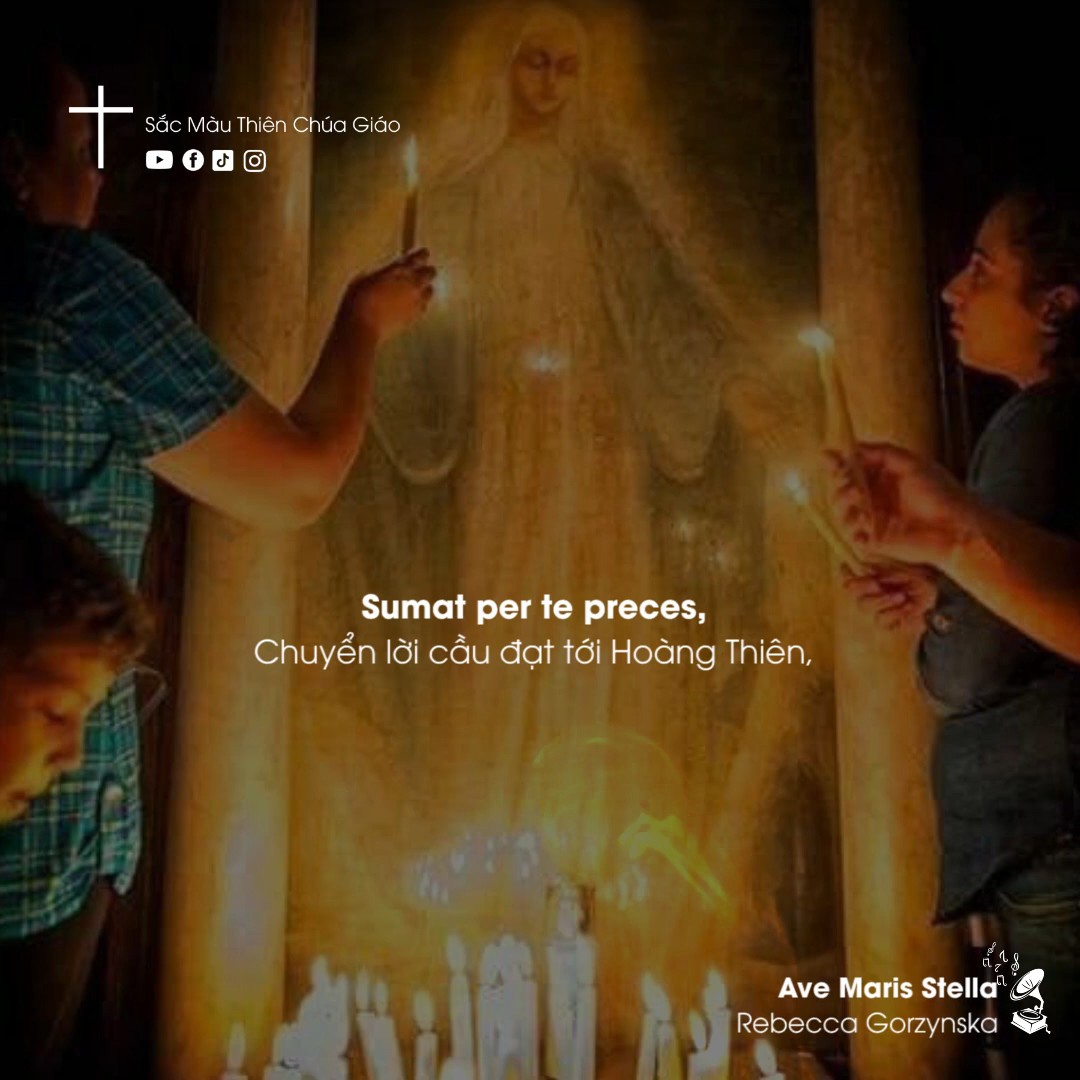 Sắc Màu Thiên Chúa Giáo
Sumat per te preces,
Chuyển lời cầu đạt tới Hoàng Thiên,
Ave Maris Stella
Rebecca Gorzynska